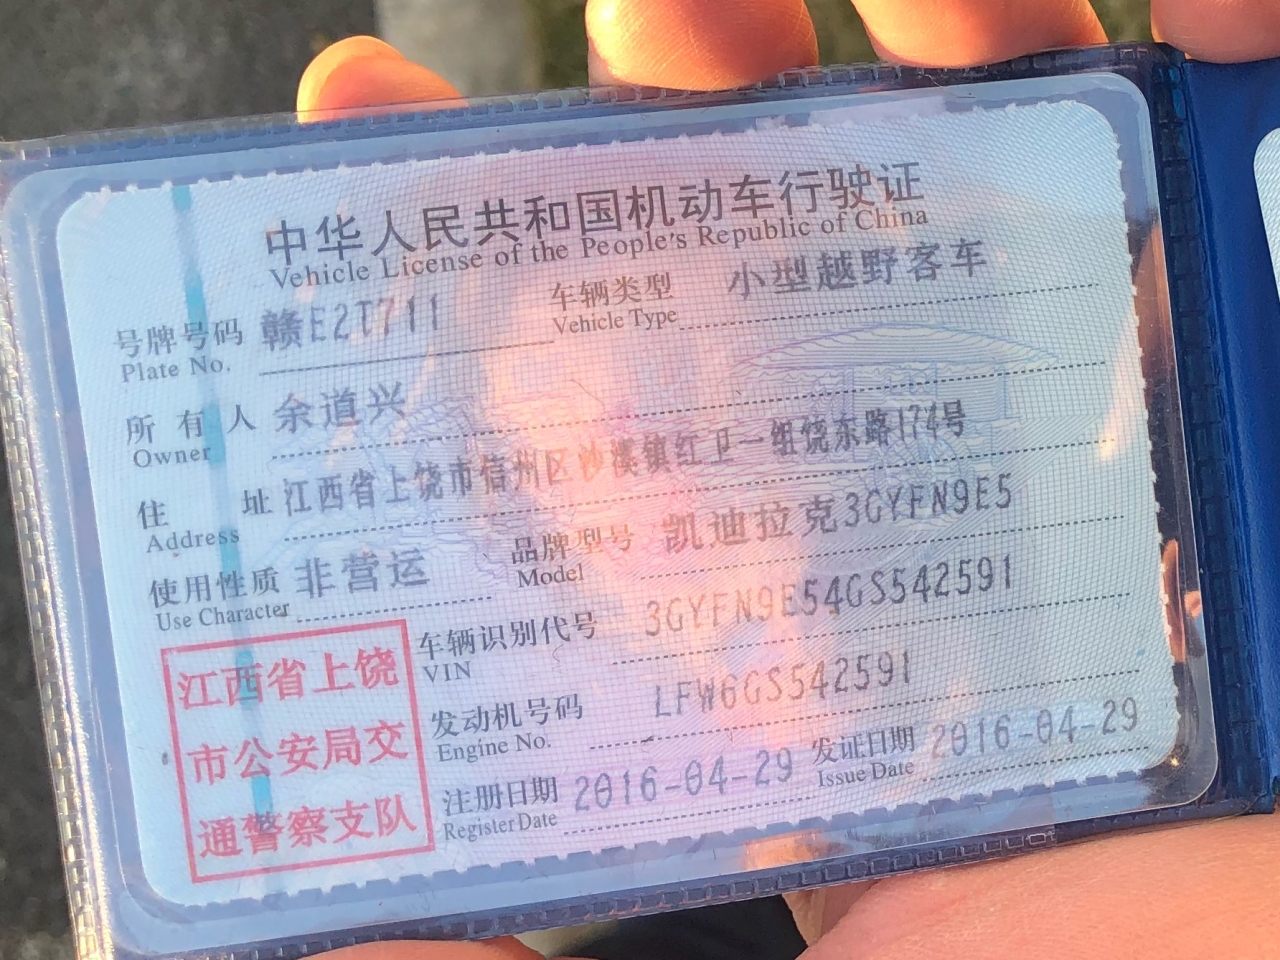 中华人民共和国机动车行驶证
Vehicle License of the People's Republic of China
号牌号码 赣E2T711 车辆类型 小型越野客车
Plate No. Vehicle Type
所有人 余道兴
Owner
住址 江西省上饶市信州区沙溪镇红卫一组饶东路174号
Address
使用性质 非营运 品牌型号 凯迪拉克3GYFN9E5
Use Character Model
车辆识别代号 3GYFN9E54GS542591
VIN
发动机号码 LFW6GS542591
Engine No.
注册日期 2016-04-29 发证日期 2016-04-29
Register Date Issue Date
江西省上饶
市公安局交
通警察支队